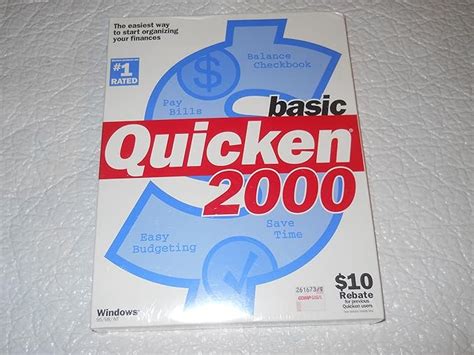 The easiest way
to start organizing
your finances
#1
RATED
Balance
Checkbook
Pay
Bills
basic
Quicken®
2000
Save
Time
Easy
Budgeting
$10
Rebate
for previous
Quicken users
Windows®